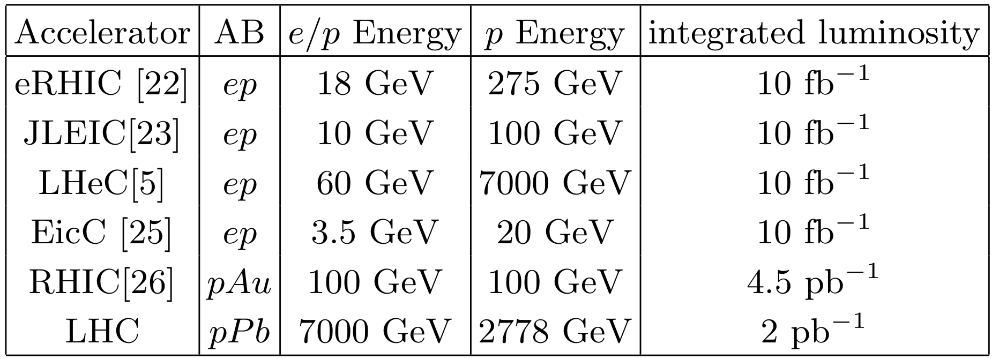 Accelerator AB e/p Energy p Energy integrated luminosity
eRHIC [22] ep 18 GeV 275 GeV 10 fb⁻¹
JLEIC[23] ep 10 GeV 100 GeV 10 fb⁻¹
LHeC[5] ep 60 GeV 7000 GeV 10 fb⁻¹
EicC [25] ep 3.5 GeV 20 GeV 10 fb⁻¹
RHIC[26] pAu 100 GeV 100 GeV 4.5 pb⁻¹
LHC pPb 7000 GeV 2778 GeV 2 pb⁻¹